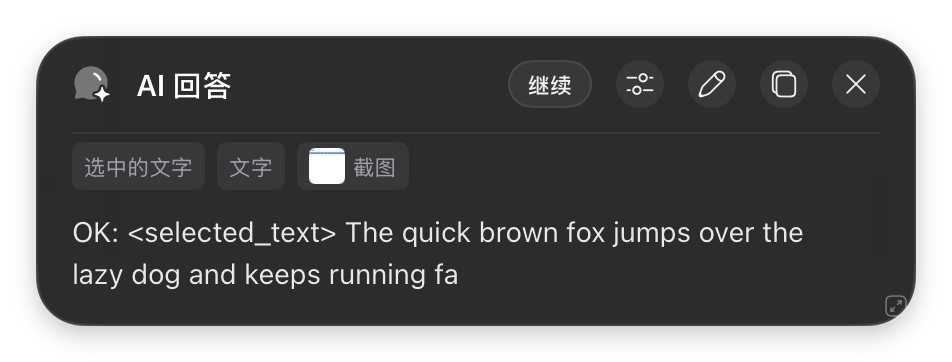 AI 回答
继续
选中的文字 文字 截图
OK: <selected_text> The quick brown fox jumps over the
lazy dog and keeps running fa